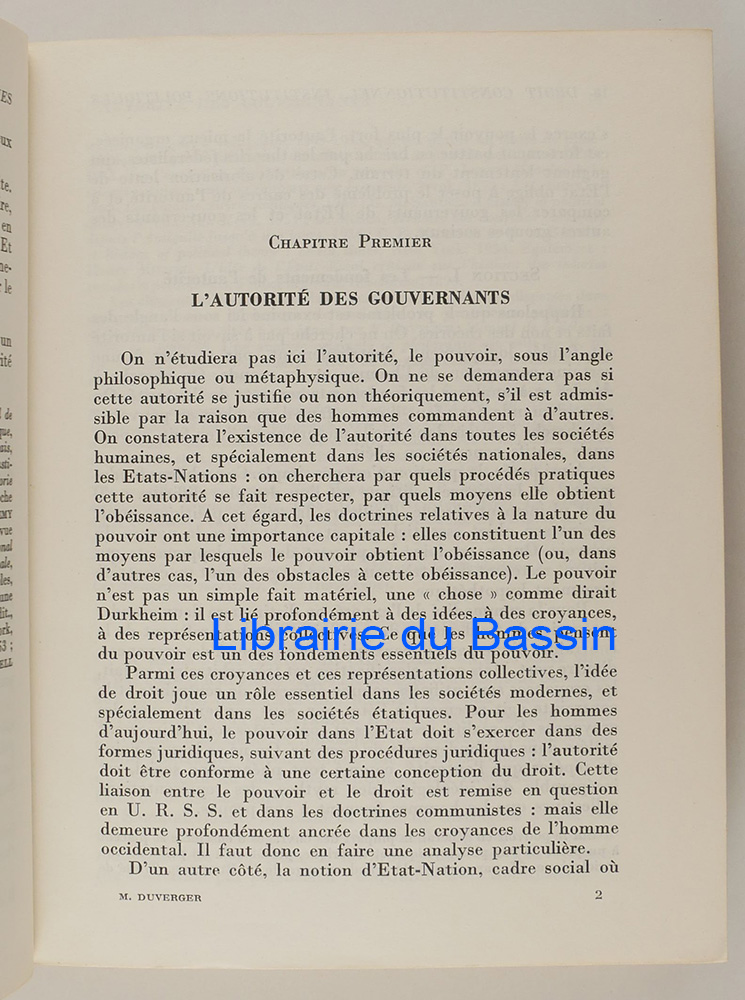 CHAPITRE PREMIER
L'AUTORITÉ DES GOUVERNANTS
On n'étudiera pas ici l'autorité, le pouvoir, sous l'angle
philosophique ou métaphysique. On ne se demandera pas si
cette autorité se justifie ou non théoriquement, s'il est admis-
sible par la raison que des hommes commandent à d'autres.
On constatera l'existence de l'autorité dans toutes les sociétés
humaines, et spécialement dans les sociétés nationales, dans
les Etats-Nations : on cherchera par quels procédés pratiques
cette autorité se fait respecter, par quels moyens elle obtient
l'obéissance. A cet égard, les doctrines relatives à la nature du
pouvoir ont une importance capitale : elles constituent l'un des
moyens par lesquels le pouvoir obtient l'obéissance (ou, dans
d'autres cas, l'un des obstacles à cette obéissance). Le pouvoir
n'est pas un simple fait matériel, une « chose » comme dirait
Durkheim : il est lié profondément à des idées, à des croyances,
à des représentations collectives. Ce que les hommes pensent
du pouvoir est un des fondements essentiels du pouvoir.
Librairie du Bassin
Parmi ces croyances et ces représentations collectives, l'idée
de droit joue un rôle essentiel dans les sociétés modernes, et
spécialement dans les sociétés étatiques. Pour les hommes
d'aujourd'hui, le pouvoir dans l'Etat doit s'exercer dans des
formes juridiques, suivant des procédures juridiques : l'autorité
doit être conforme à une certaine conception du droit. Cette
liaison entre le pouvoir et le droit est remise en question
en U. R. S. S. et dans les doctrines communistes : mais elle
demeure profondément ancrée dans les croyances de l'homme
occidental. Il faut donc en faire une analyse particulière.
D'un autre côté, la notion d'Etat-Nation, cadre social où
M. DUVERGER 2